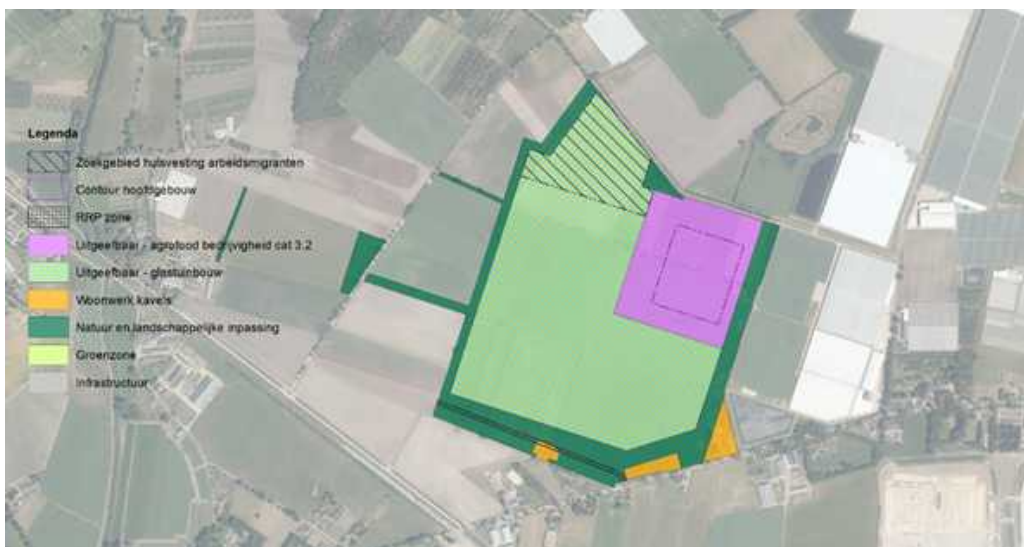 Legenda
Zoekgebied huisvesting arbeidsmigranten
Contour hoofdgebouw
RRP zone
Uitgeefbaar - agrofood bedrijvigheid cat 3.2
Uitgeefbaar - glastuinbouw
Woonwerk kavels
Natuur en landschappelijke inpassing
Groenzone
Infrastructuur